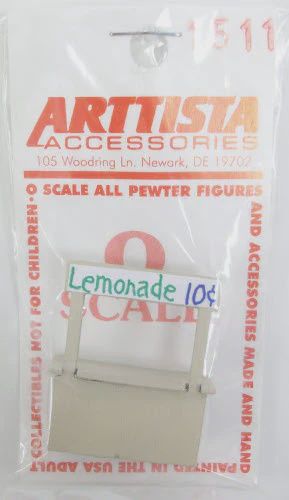 1511
ARTTISTA
ACCESSORIES
105 Woodring Ln. Newark, DE 19702
O SCALE ALL PEWTER FIGURES
AND ACCESSORIES MADE AND HAND
PAINTED IN THE USA ADULT
COLLECTIBLES NOT FOR CHILDREN·
O
SCALE
Lemonade 10¢